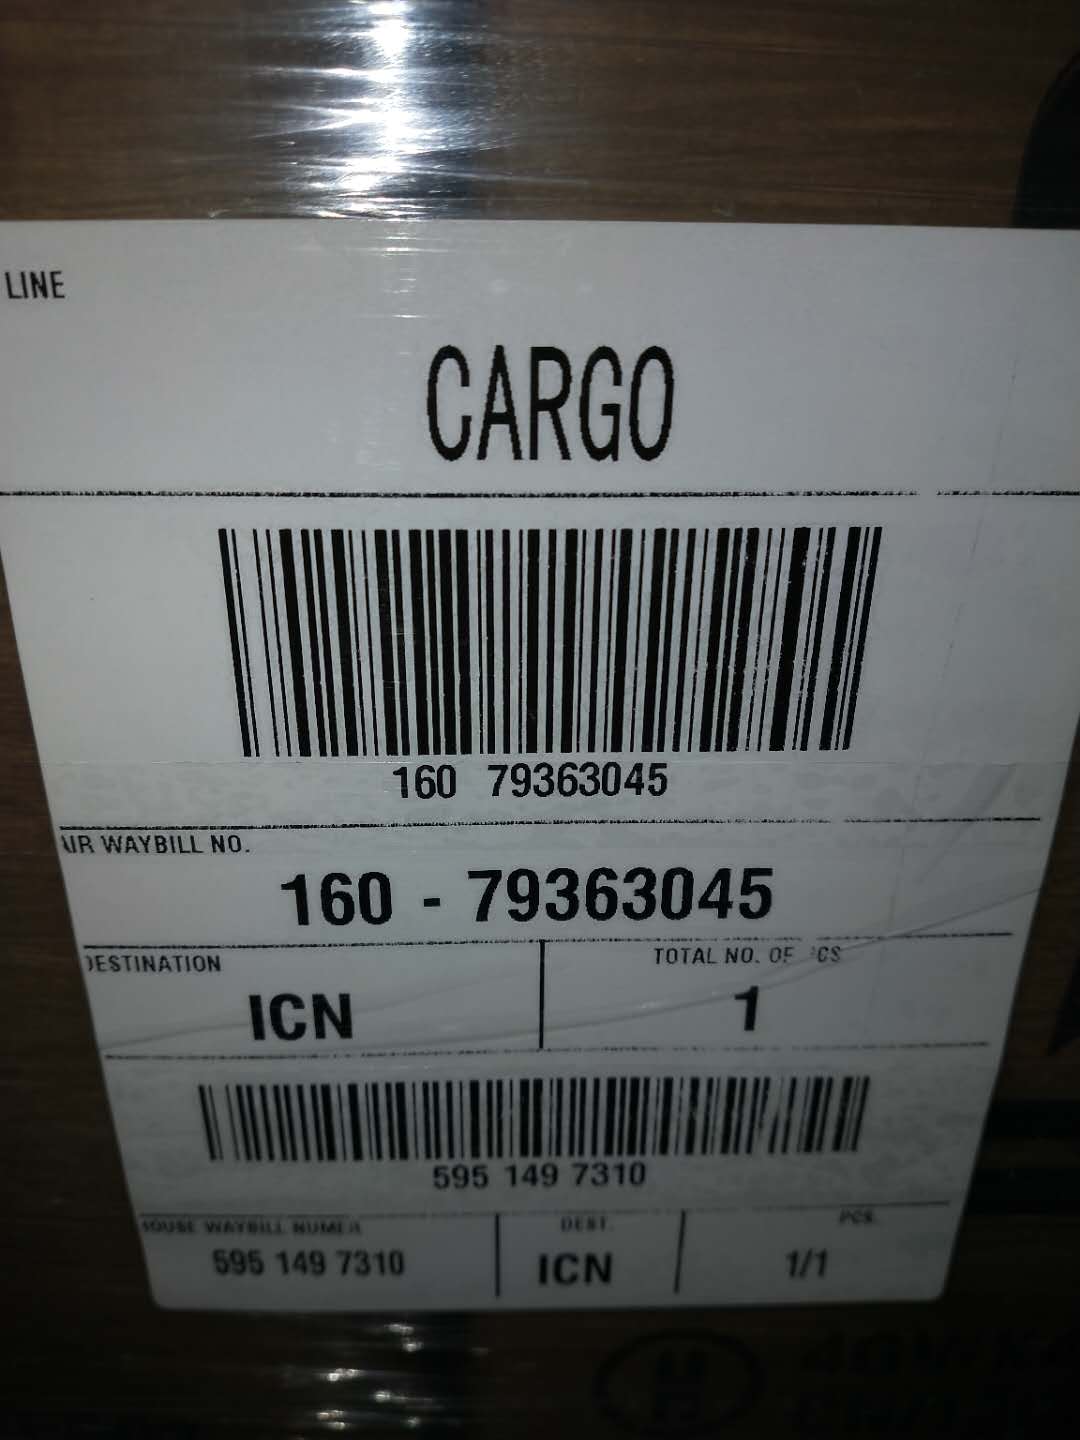 LINE
CARGO
160 79363045
AIR WAYBILL NO.
160 - 79363045
DESTINATION
TOTAL NO. OF PCS
ICN
1
595 149 7310
HOUSE WAYBILL NUMER
DEST.
PCS.
595 149 7310
ICN
1/1